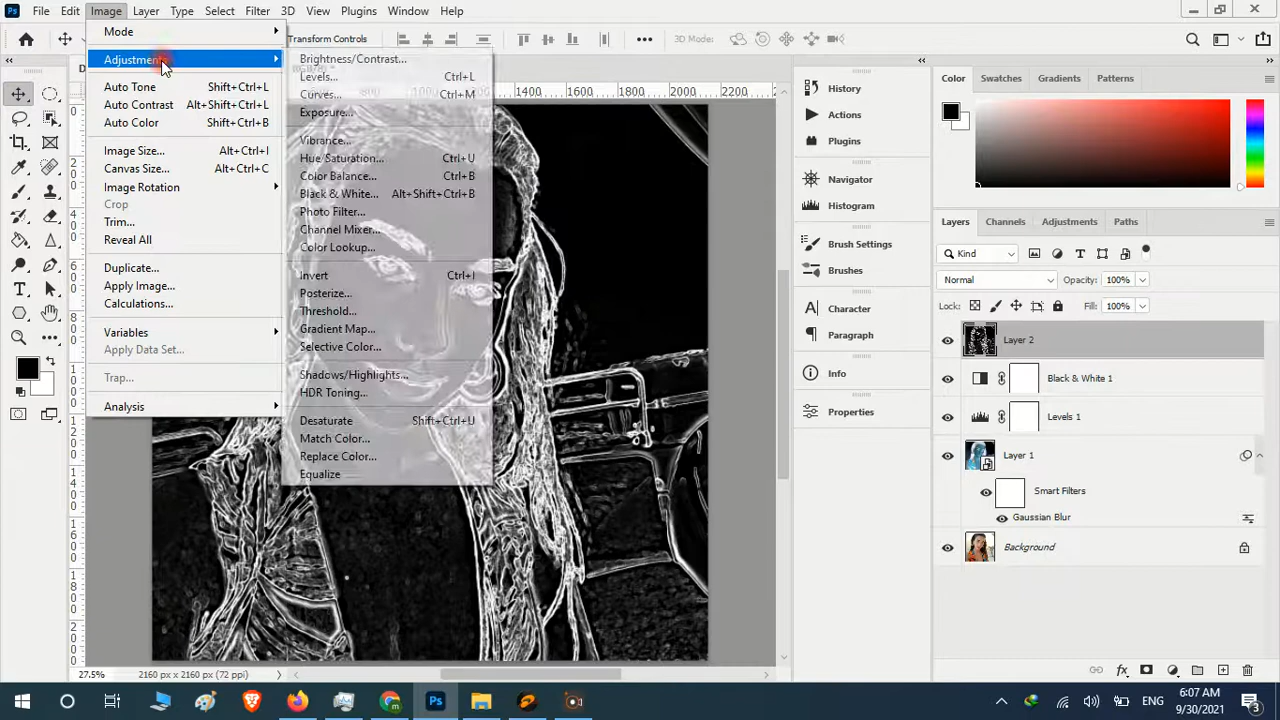 File Edit Image Layer Type Select Filter 3D View Plugins Window Help
Transform Controls
3D Mode:
Mode
Adjustments
Auto Tone Shift+Ctrl+L
Auto Contrast Alt+Shift+Ctrl+L
Auto Color Shift+Ctrl+B
Image Size... Alt+Ctrl+I
Canvas Size... Alt+Ctrl+C
Image Rotation
Crop
Trim...
Reveal All
Duplicate...
Apply Image...
Calculations...
Variables
Apply Data Set...
Trap...
Analysis
Brightness/Contrast...
Levels... Ctrl+L
Curves... Ctrl+M
Exposure...
Vibrance...
Hue/Saturation... Ctrl+U
Color Balance... Ctrl+B
Black & White... Alt+Shift+Ctrl+B
Photo Filter...
Channel Mixer...
Color Lookup...
Invert Ctrl+I
Posterize...
Threshold...
Gradient Map...
Selective Color...
Shadows/Highlights...
HDR Toning...
Desaturate Shift+Ctrl+U
Match Color...
Replace Color...
Equalize
1400 1600 1800 2000 2200
History
Actions
Plugins
Navigator
Histogram
Brush Settings
Brushes
Character
Paragraph
Info
Properties
Color Swatches Gradients Patterns
Layers Channels Adjustments Paths
Kind
Normal Opacity: 100%
Lock: Fill: 100%
Layer 2
Black & White 1
Levels 1
Layer 1
Smart Filters
Gaussian Blur
Background
27.5% 2160 px x 2160 px (72 ppi)
ENG
6:07 AM
9/30/2021